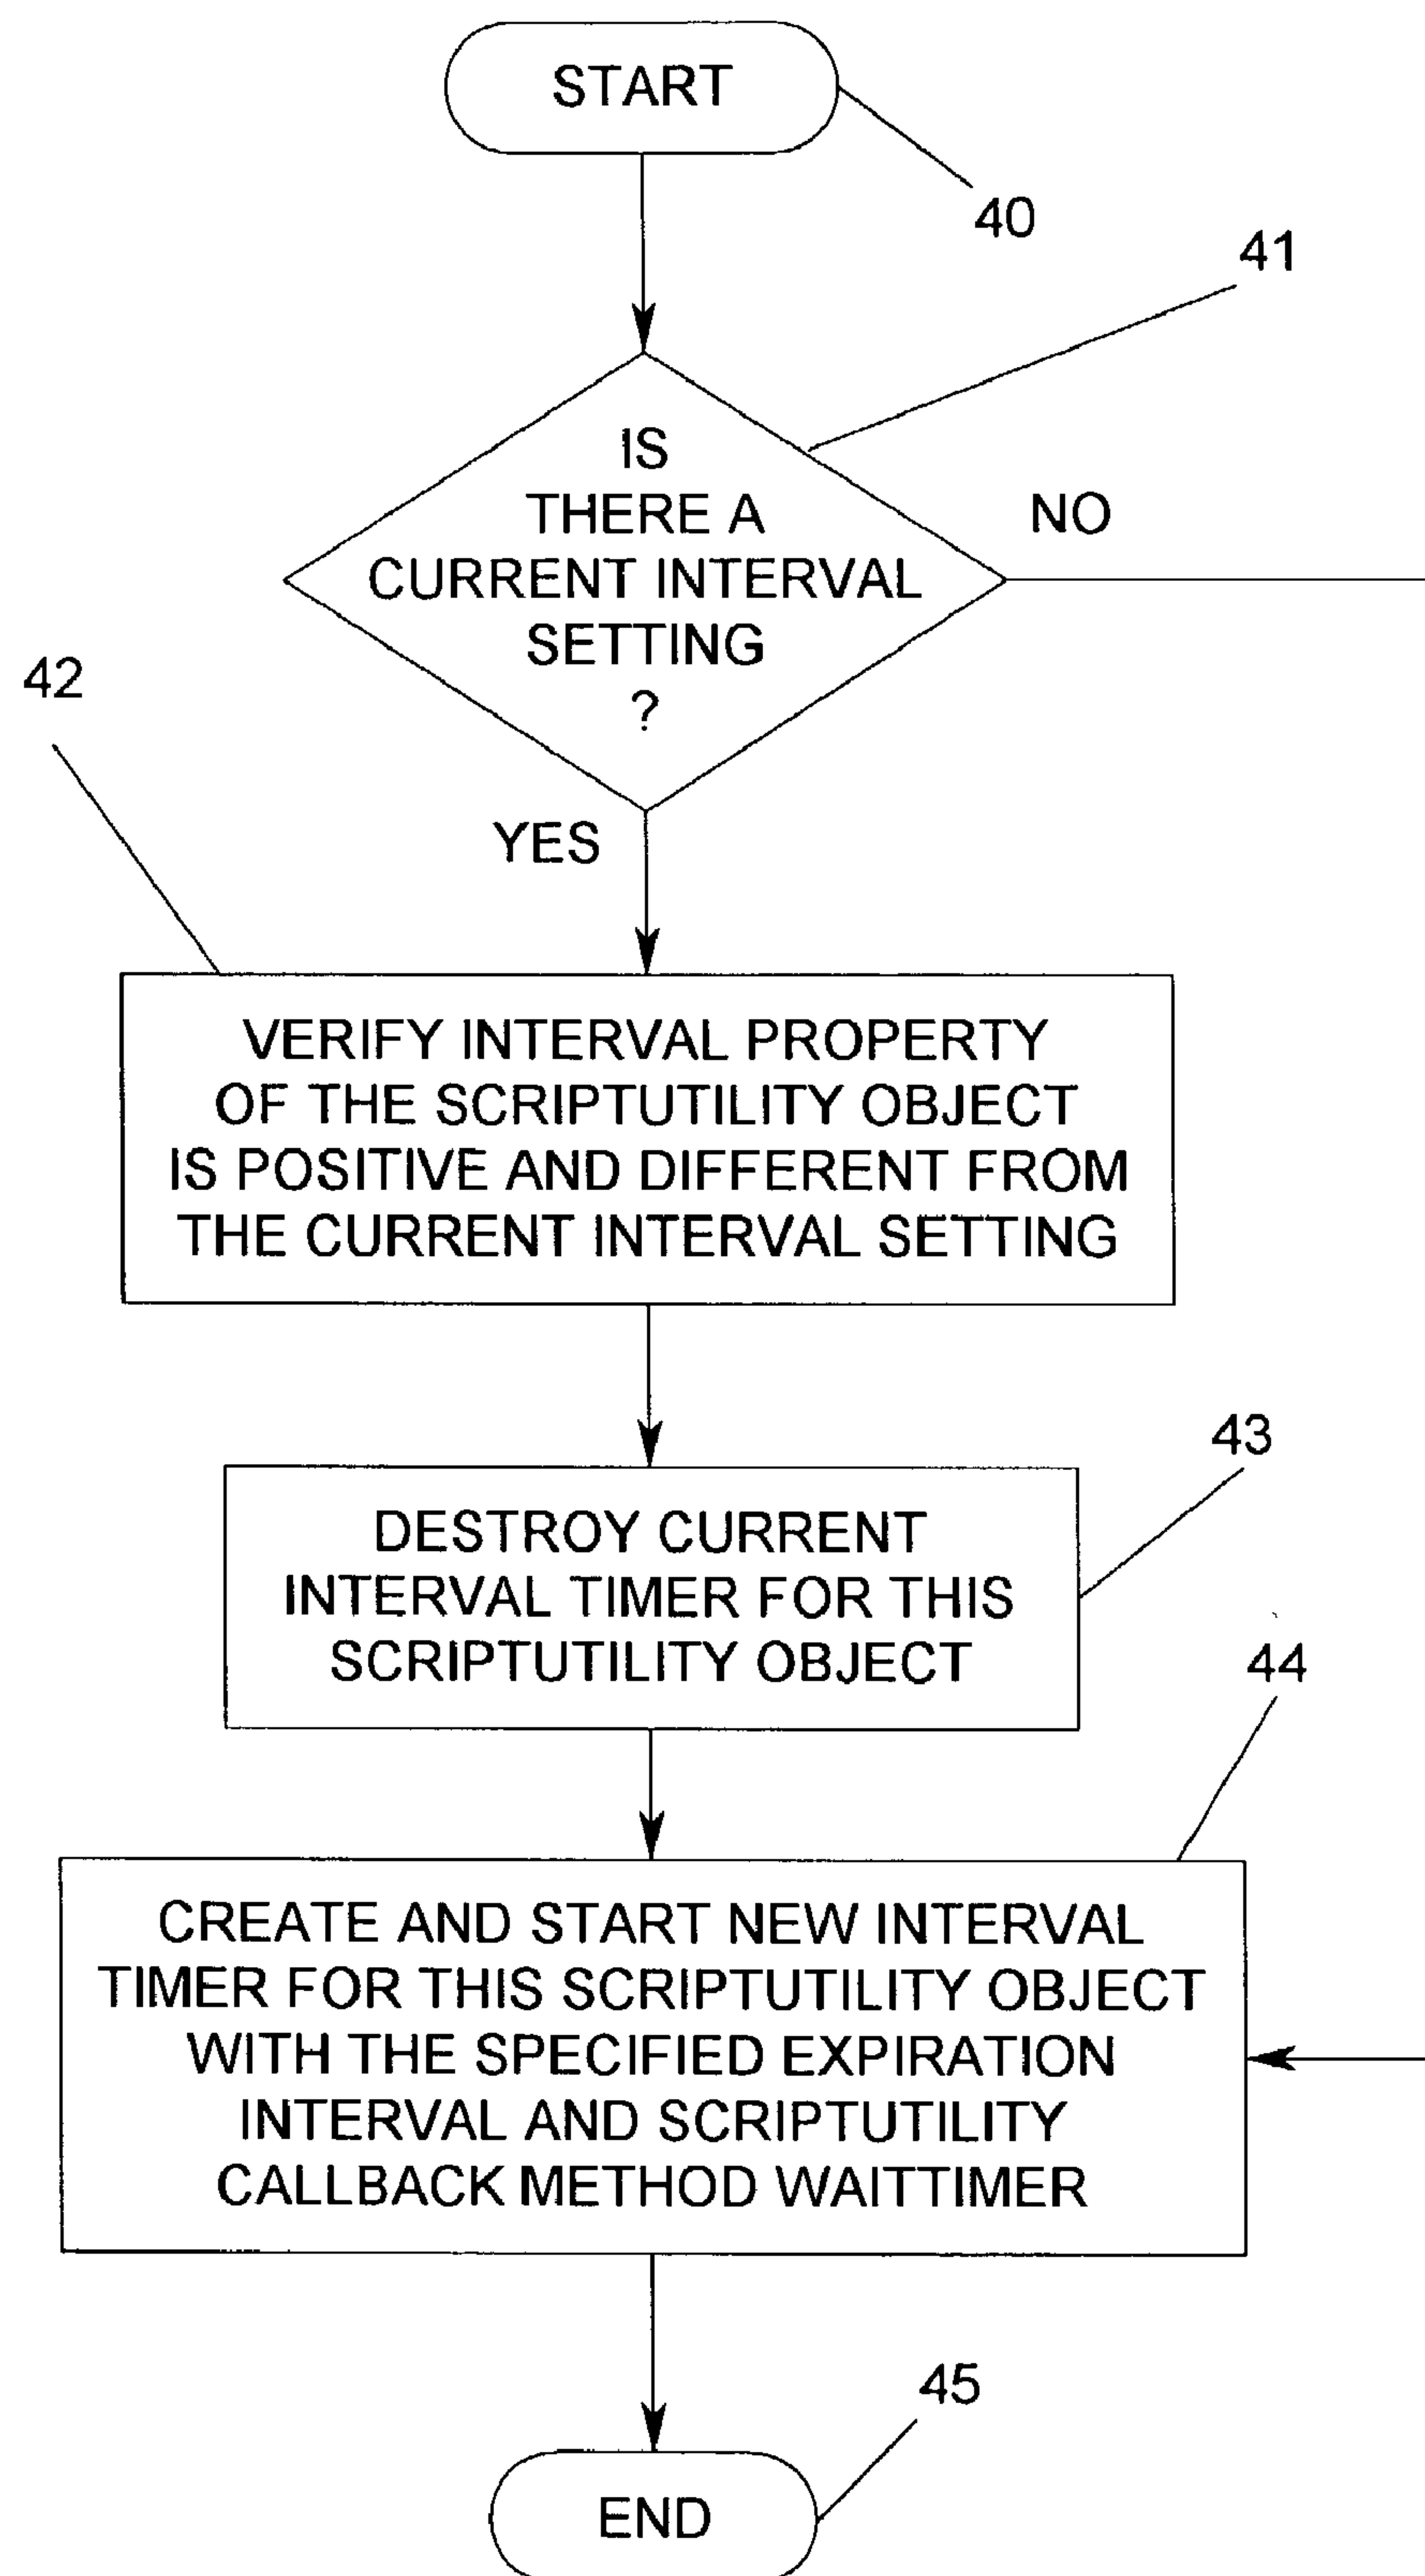 START
40
41
IS
THERE A
CURRENT INTERVAL
SETTING
?
NO
42
YES
VERIFY INTERVAL PROPERTY
OF THE SCRIPTUTILITY OBJECT
IS POSITIVE AND DIFFERENT FROM
THE CURRENT INTERVAL SETTING
43
DESTROY CURRENT
INTERVAL TIMER FOR THIS
SCRIPTUTILITY OBJECT
44
CREATE AND START NEW INTERVAL
TIMER FOR THIS SCRIPTUTILITY OBJECT
WITH THE SPECIFIED EXPIRATION
INTERVAL AND SCRIPTUTILITY
CALLBACK METHOD WAITTIMER
45
END